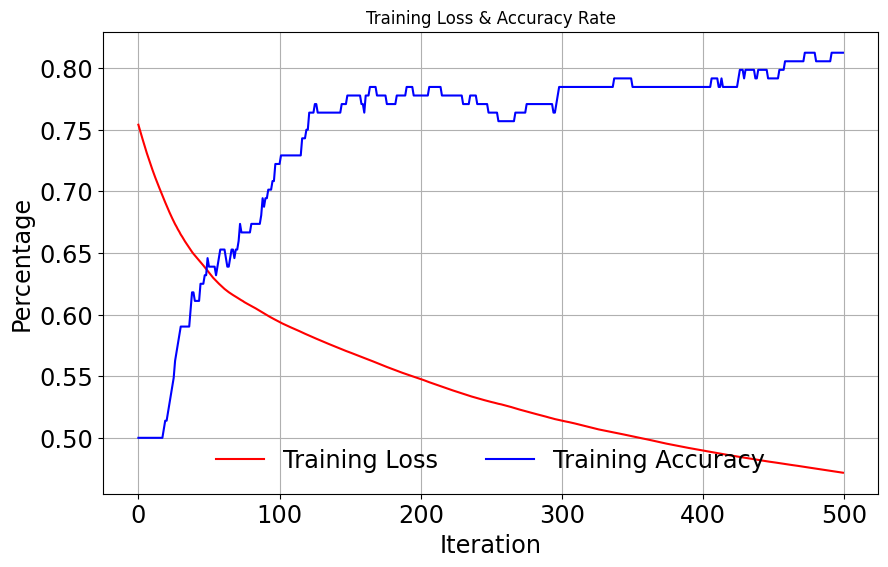 Training Loss & Accuracy Rate
0.80
0.75
0.70
0.65
0.60
0.55
0.50
Percentage
Training Loss
Training Accuracy
0 100 200 300 400 500
Iteration